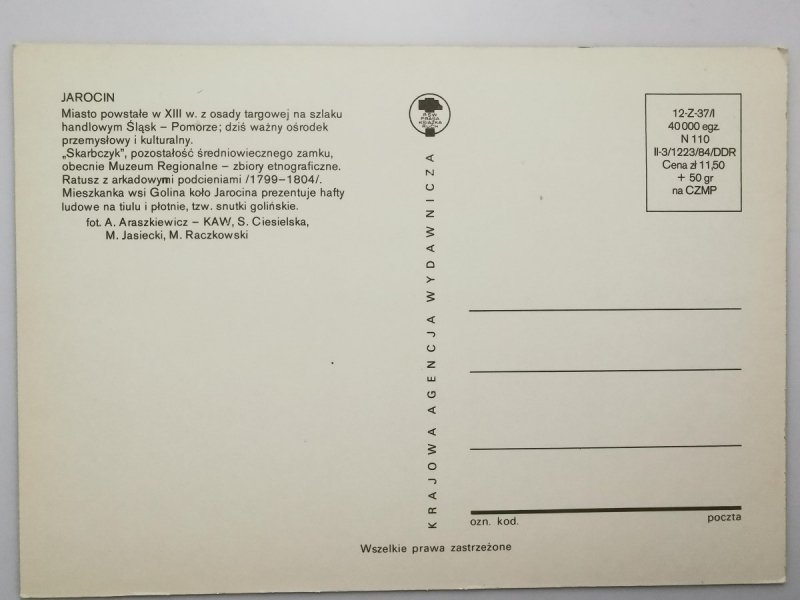 JAROCIN
Miasto powstałe w XIII w. z osady targowej na szlaku
handlowym Śląsk – Pomorze; dziś ważny ośrodek
przemysłowy i kulturalny.
„Skarbczyk”, pozostałość średniowiecznego zamku,
obecnie Muzeum Regionalne – zbiory etnograficzne.
Ratusz z arkadowymi podcieniami /1799–1804/.
Mieszkanka wsi Golina koło Jarocina prezentuje hafty
ludowe na tiulu i płótnie, tzw. snutki golińskie.
fot. A. Araszkiewicz – KAW, S. Ciesielska,
M. Jasiecki, M. Raczkowski
RSW
PRASA
KSIĄŻKA
RUCH
KRAJOWA AGENCJA WYDAWNICZA
12-Z-37/I
40 000 egz.
N 110
II-3/1223/84/DDR
Cena zł 11,50
+ 50 gr
na CZMP
ozn. kod.
poczta
Wszelkie prawa zastrzeżone